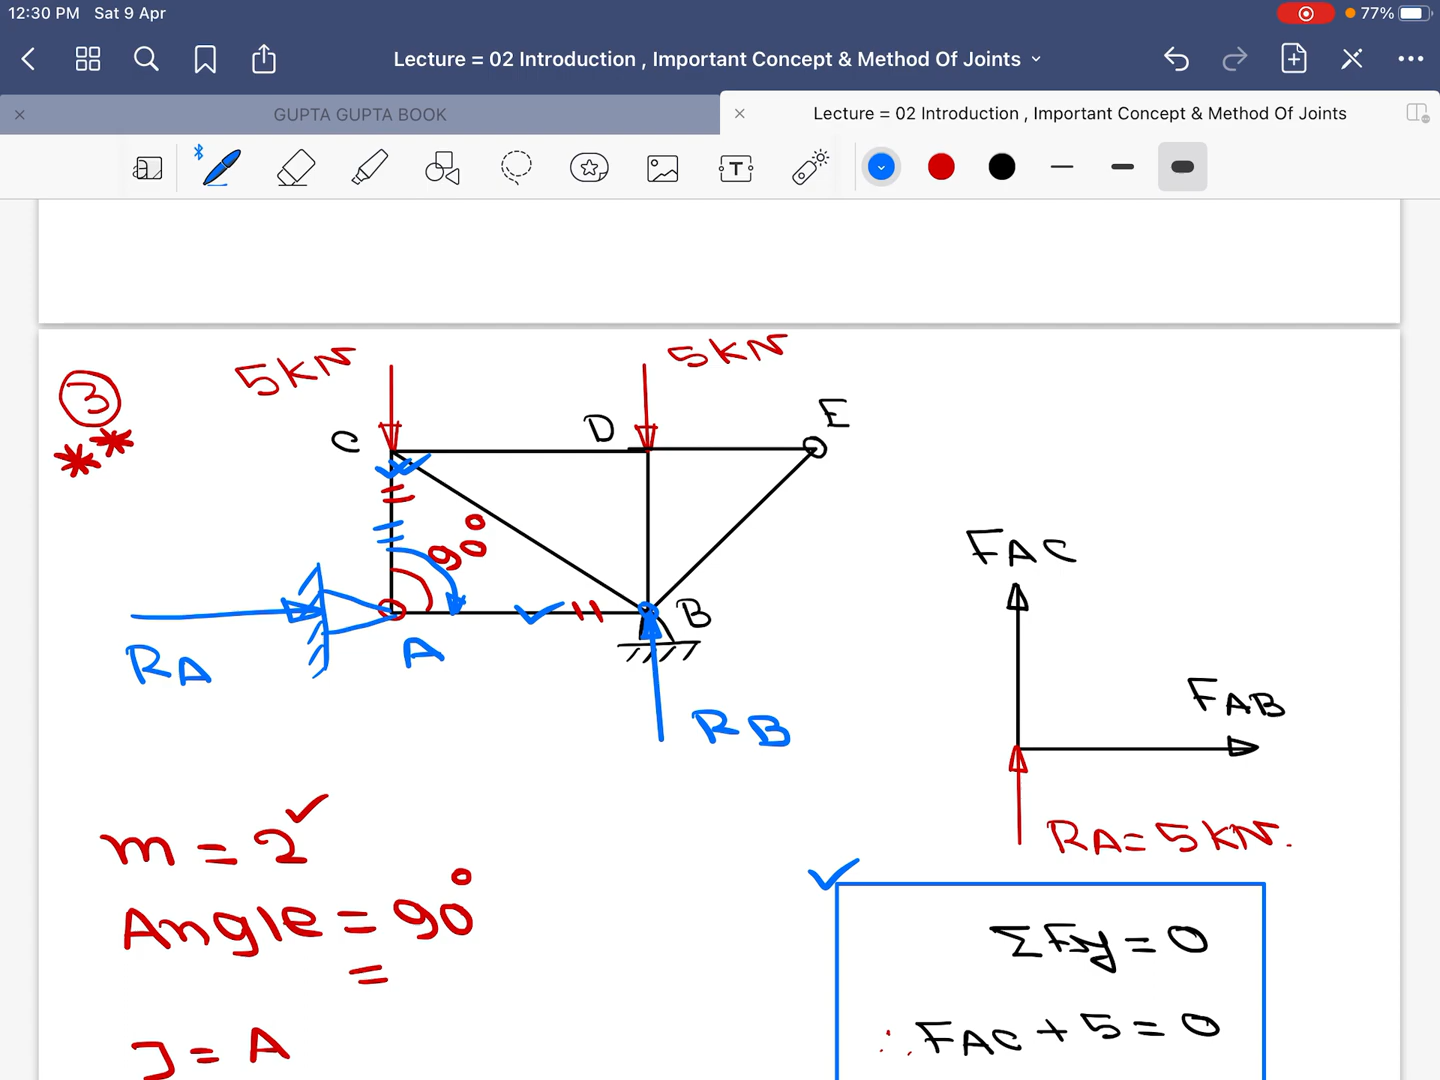 12:30 PM Sat 9 Apr
77%
Lecture = 02 Introduction , Important Concept & Method Of Joints
GUPTA GUPTA BOOK
Lecture = 02 Introduction , Important Concept & Method Of Joints
T
3
**
5KN
5KN
C
D
E
90°
RA
A
B
RB
FAC
FAB
RA = 5KN.
m = 2
Angle = 90°
=
J = A
ΣFy = 0
∴ FAC + 5 = 0